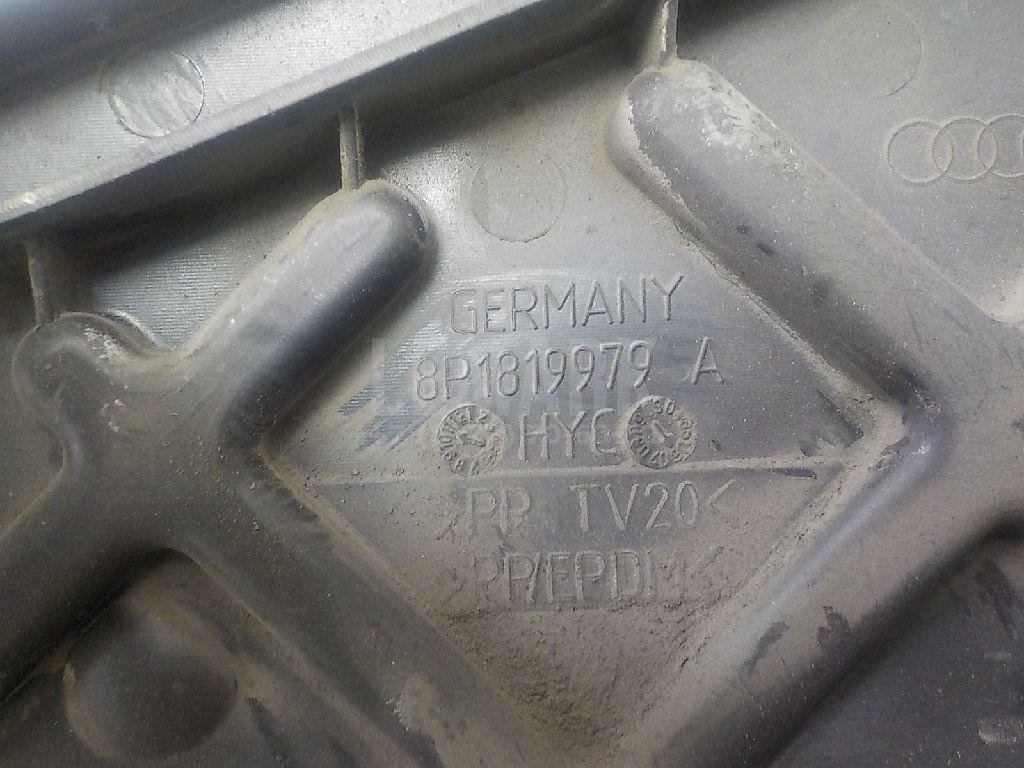 GERMANY
8P1819979 A
HYC
>PP TV20<
>PP/EPDM<